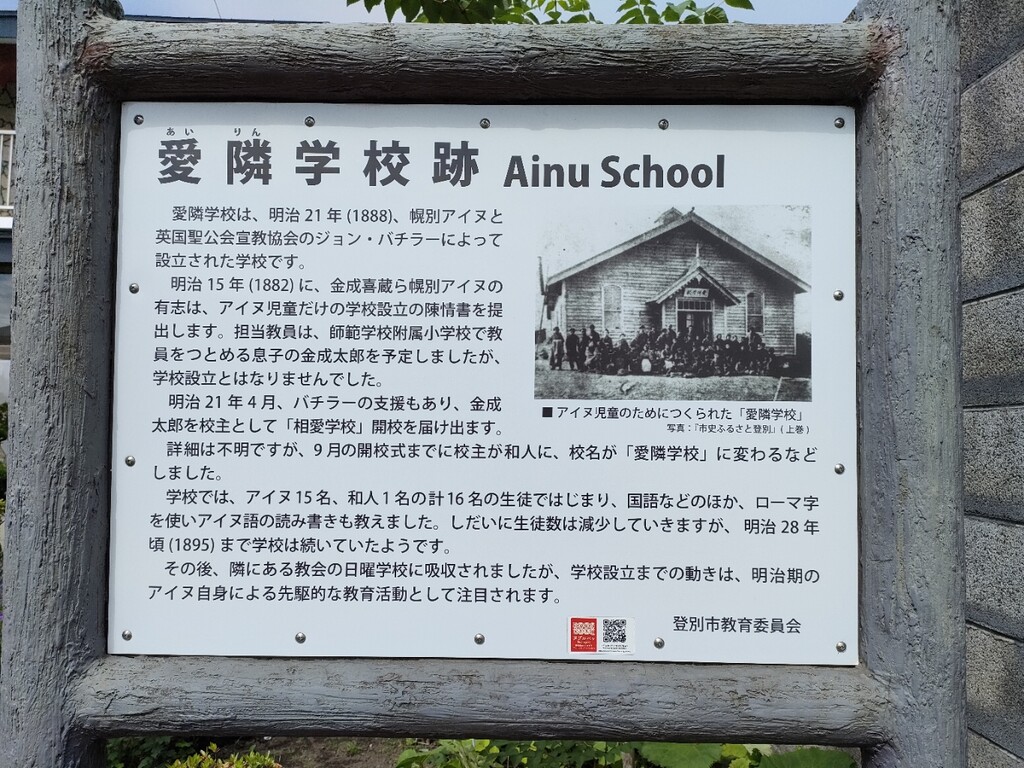 あい りん
愛隣学校跡 Ainu School
愛隣学校は、明治21年(1888)、幌別アイヌと
英国聖公会宣教協会のジョン・バチラーによって
設立された学校です。
明治15年(1882)に、金成喜蔵ら幌別アイヌの
有志は、アイヌ児童だけの学校設立の陳情書を提
出します。担当教員は、師範学校附属小学校で教
員をつとめる息子の金成太郎を予定しましたが、
学校設立とはなりませんでした。
明治21年4月、バチラーの支援もあり、金成
太郎を校主として「相愛学校」開校を届け出ます。
■アイヌ児童のためにつくられた「愛隣学校」
写真:『市史ふるさと登別』(上巻)
詳細は不明ですが、9月の開校式までに校主が和人に、校名が「愛隣学校」に変わるなど
しました。
学校では、アイヌ15名、和人1名の計16名の生徒ではじまり、国語などのほか、ローマ字
を使いアイヌ語の読み書きも教えました。しだいに生徒数は減少していきますが、明治28年
頃(1895)まで学校は続いていたようです。
その後、隣にある教会の日曜学校に吸収されましたが、学校設立までの動きは、明治期の
アイヌ自身による先駆的な教育活動として注目されます。
登別市教育委員会